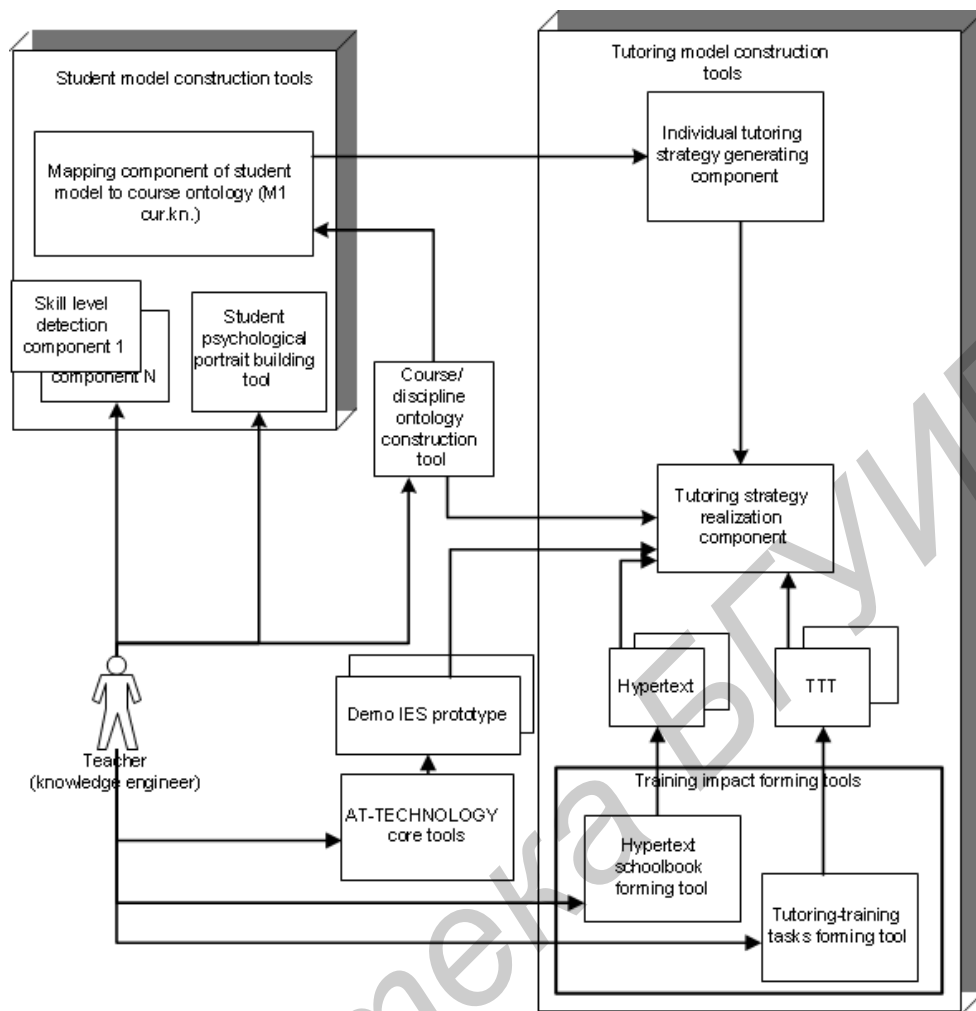 Student model construction tools
Mapping component of student
model to course ontology (M1
cur.kn.)
Skill level
detection
component 1
component N
Student
psychological
portrait building
tool
Course/
discipline
ontology
construction
tool
Tutoring model construction
tools
Individual tutoring
strategy generating
component
Tutoring strategy
realization
component
Hypertext
TTT
Demo IES prototype
Teacher
(knowledge engineer)
AT-TECHNOLOGY
core tools
Training impact forming tools
Hypertext
schoolbook
forming tool
Tutoring-training
tasks forming tool
тека БГУИ